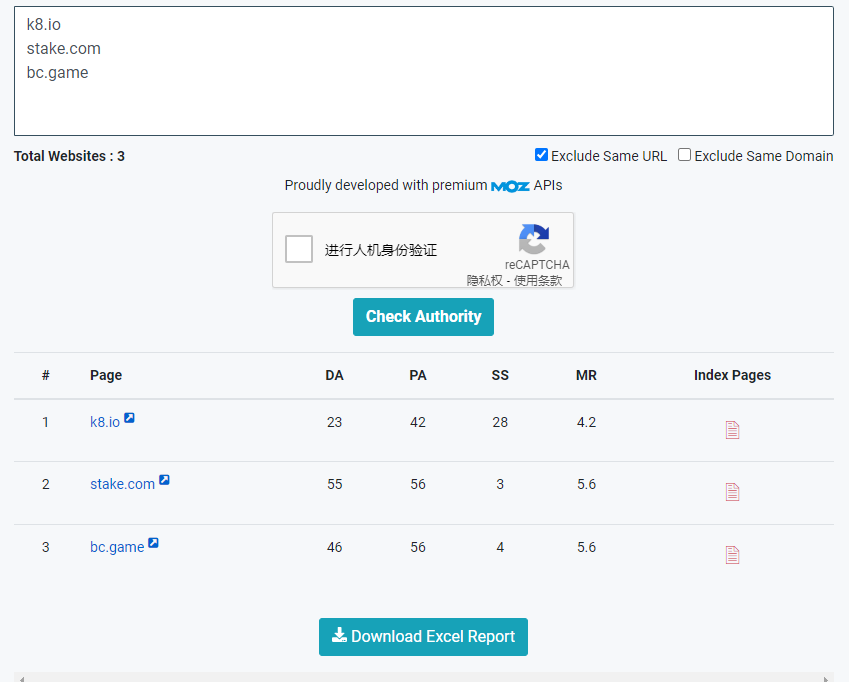 k8.io
stake.com
bc.game
Total Websites : 3
Exclude Same URL Exclude Same Domain
Proudly developed with premium MOZ APIs
进行人机身份验证
reCAPTCHA
隐私权 - 使用条款
Check Authority
# Page DA PA SS MR Index Pages
1 k8.io 23 42 28 4.2
2 stake.com 55 56 3 5.6
3 bc.game 46 56 4 5.6
Download Excel Report